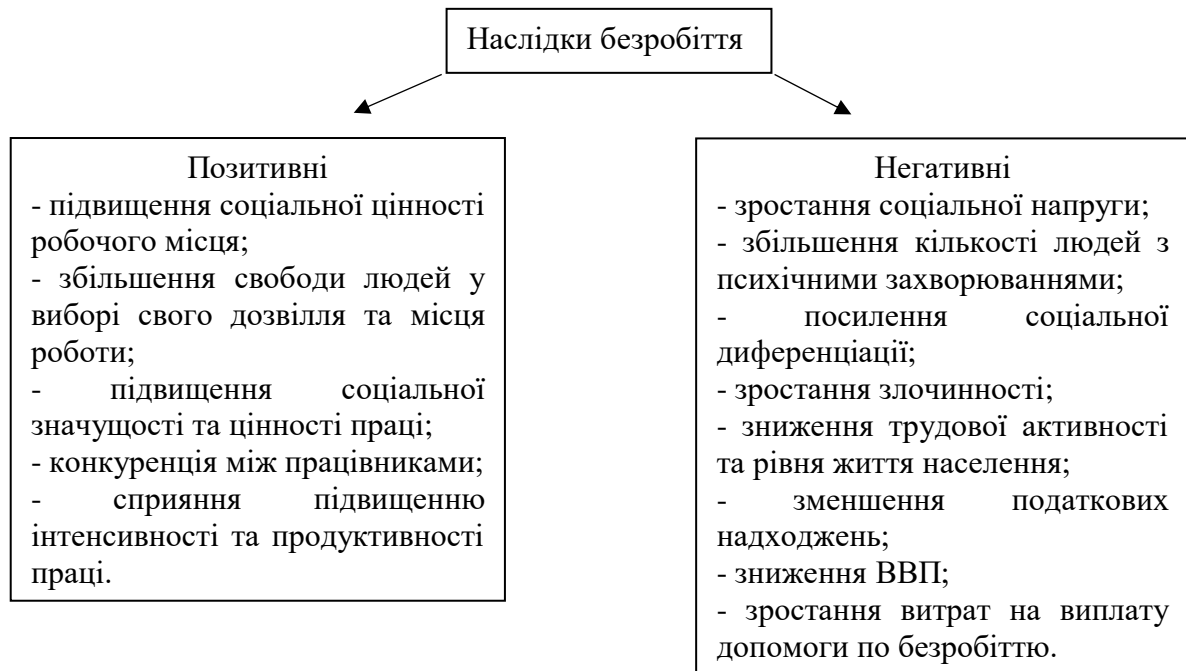 Наслідки безробіття
Позитивні
- підвищення соціальної цінності
робочого місця;
- збільшення свободи людей у
виборі свого дозвілля та місця
роботи;
- підвищення соціальної
значущості та цінності праці;
- конкуренція між працівниками;
- сприяння підвищенню
інтенсивності та продуктивності
праці.
Негативні
- зростання соціальної напруги;
- збільшення кількості людей з
психічними захворюваннями;
- посилення соціальної
диференціації;
- зростання злочинності;
- зниження трудової активності
та рівня життя населення;
- зменшення податкових
надходжень;
- зниження ВВП;
- зростання витрат на виплату
допомоги по безробіттю.